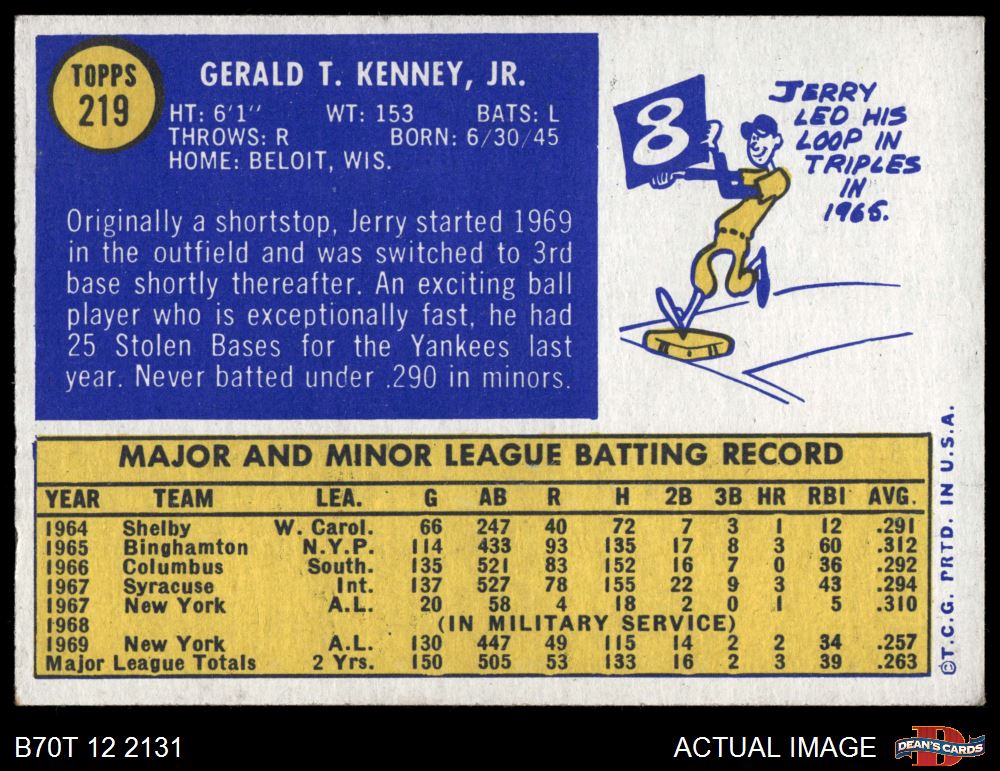 TOPPS
219
GERALD T. KENNEY, JR.
HT: 6'1" WT: 153 BATS: L
THROWS: R BORN: 6/30/45
HOME: BELOIT, WIS.
Originally a shortstop, Jerry started 1969
in the outfield and was switched to 3rd
base shortly thereafter. An exciting ball
player who is exceptionally fast, he had
25 Stolen Bases for the Yankees last
year. Never batted under .290 in minors.
8
JERRY
LED HIS
LOOP IN
TRIPLES
IN
1965.
MAJOR AND MINOR LEAGUE BATTING RECORD
YEAR TEAM LEA. G AB R H 2B 3B HR RBI AVG.
1964 Shelby W. Carol. 66 247 40 72 7 3 1 12 .291
1965 Binghamton N.Y.P. 114 433 93 135 17 8 3 60 .312
1966 Columbus South. 135 521 83 152 16 7 0 36 .292
1967 Syracuse Int. 137 527 78 155 22 9 3 43 .294
1967 New York A.L. 20 58 4 18 2 0 1 5 .310
1968 (IN MILITARY SERVICE)
1969 New York A.L. 130 447 49 115 14 2 2 34 .257
Major League Totals 2 Yrs. 150 505 53 133 16 2 3 39 .263
©T.C.G. PRTD. IN U.S.A.
B70T 12 2131
ACTUAL IMAGE
B
DEAN'S CARDS